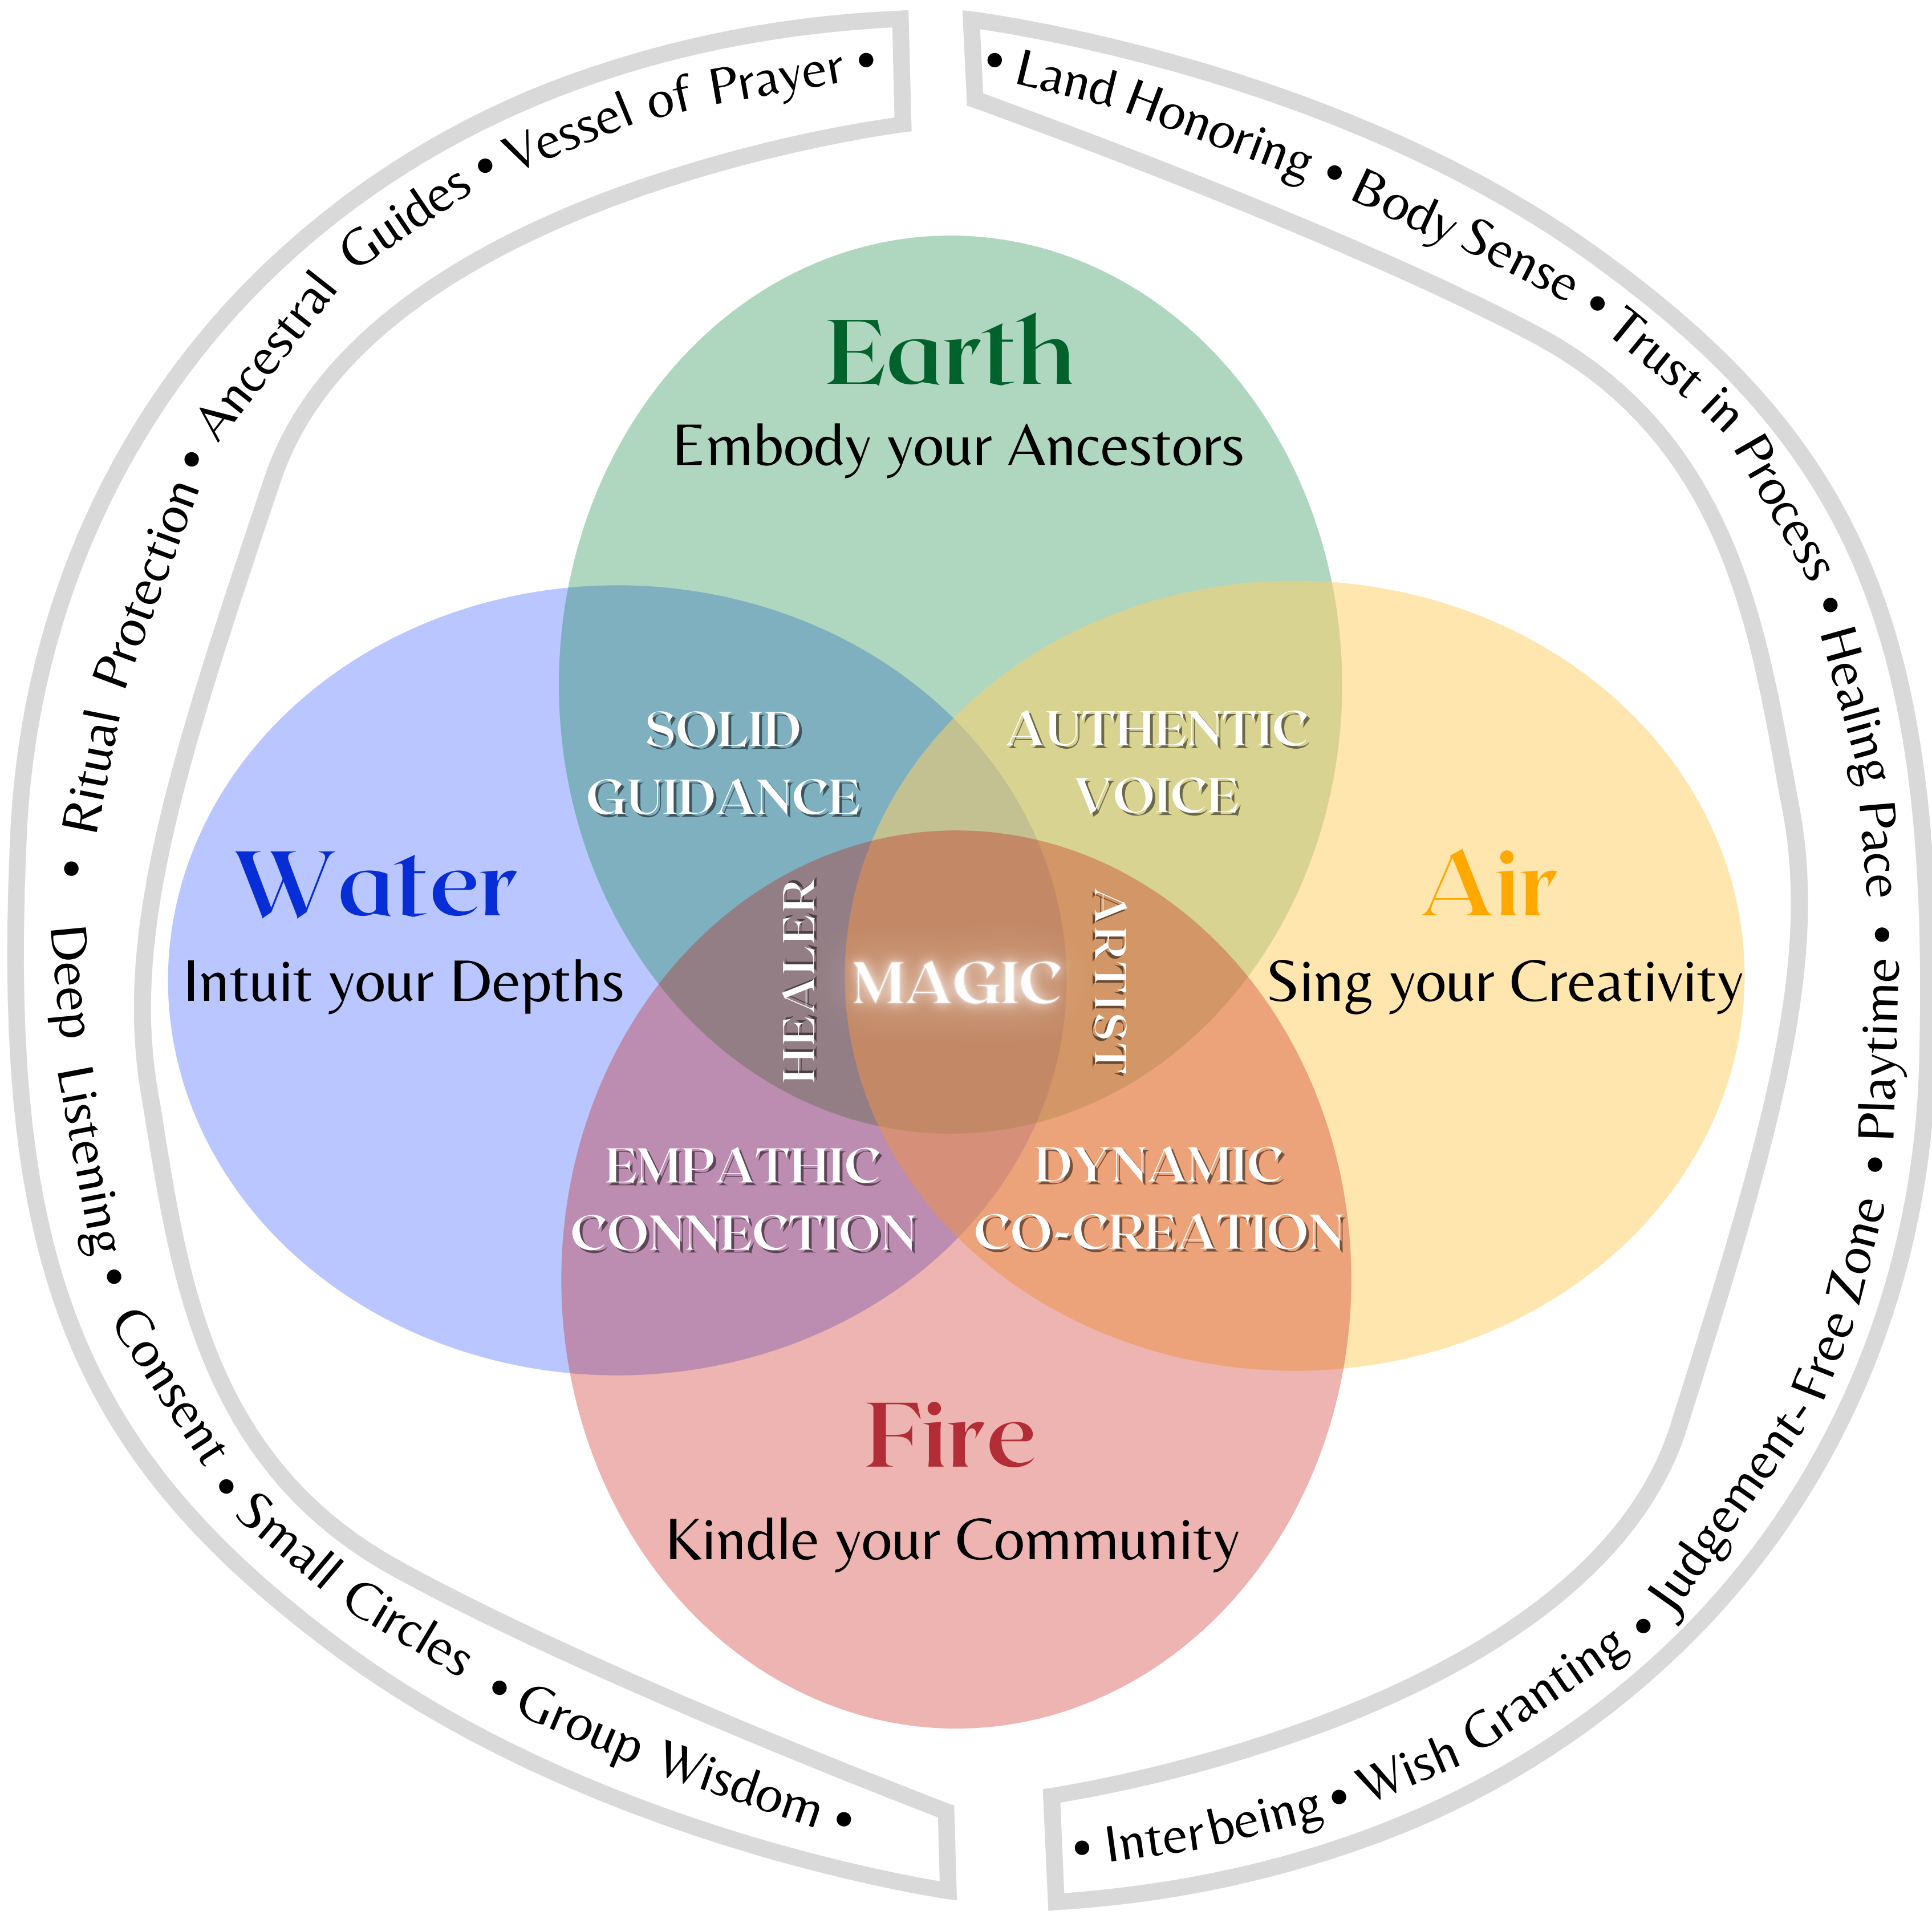 • Ritual Protection • Ancestral Guides • Vessel of Prayer •
• Land Honoring • Body Sense • Trust in Process • Healing Pace •
Earth
Embody your Ancestors
SOLID
GUIDANCE
AUTHENTIC
VOICE
Water
Intuit your Depths
HEALER
MAGIC
ARTIST
Air
Sing your Creativity
EMPATHIC
CONNECTION
DYNAMIC
CO-CREATION
Fire
Kindle your Community
Deep Listening • Consent • Small Circles • Group Wisdom •
• Interbeing • Wish Granting • Judgement-Free Zone • Playtime